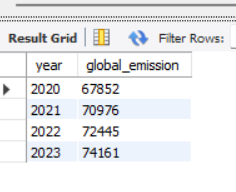 Result Grid Filter Rows:
year global_emission
2020 67852
2021 70976
2022 72445
2023 74161